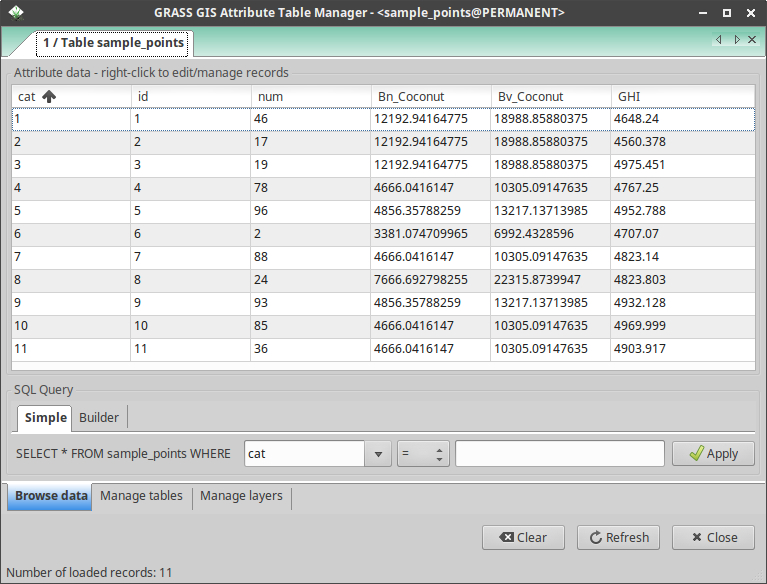 GRASS GIS Attribute Table Manager - <sample_points@PERMANENT>
1 / Table sample_points
Attribute data - right-click to edit/manage records
cat id num Bn_Coconut Bv_Coconut GHI
1 1 46 12192.94164775 18988.85880375 4648.24
2 2 17 12192.94164775 18988.85880375 4560.378
3 3 19 12192.94164775 18988.85880375 4975.451
4 4 78 4666.0416147 10305.09147635 4767.25
5 5 96 4856.35788259 13217.13713985 4952.788
6 6 2 3381.074709965 6992.4328596 4707.07
7 7 88 4666.0416147 10305.09147635 4823.14
8 8 24 7666.692798255 22315.8739947 4823.803
9 9 93 4856.35788259 13217.13713985 4932.128
10 10 85 4666.0416147 10305.09147635 4969.999
11 11 36 4666.0416147 10305.09147635 4903.917
SQL Query
Simple Builder
SELECT * FROM sample_points WHERE cat = Apply
Browse data Manage tables Manage layers
Clear Refresh Close
Number of loaded records: 11